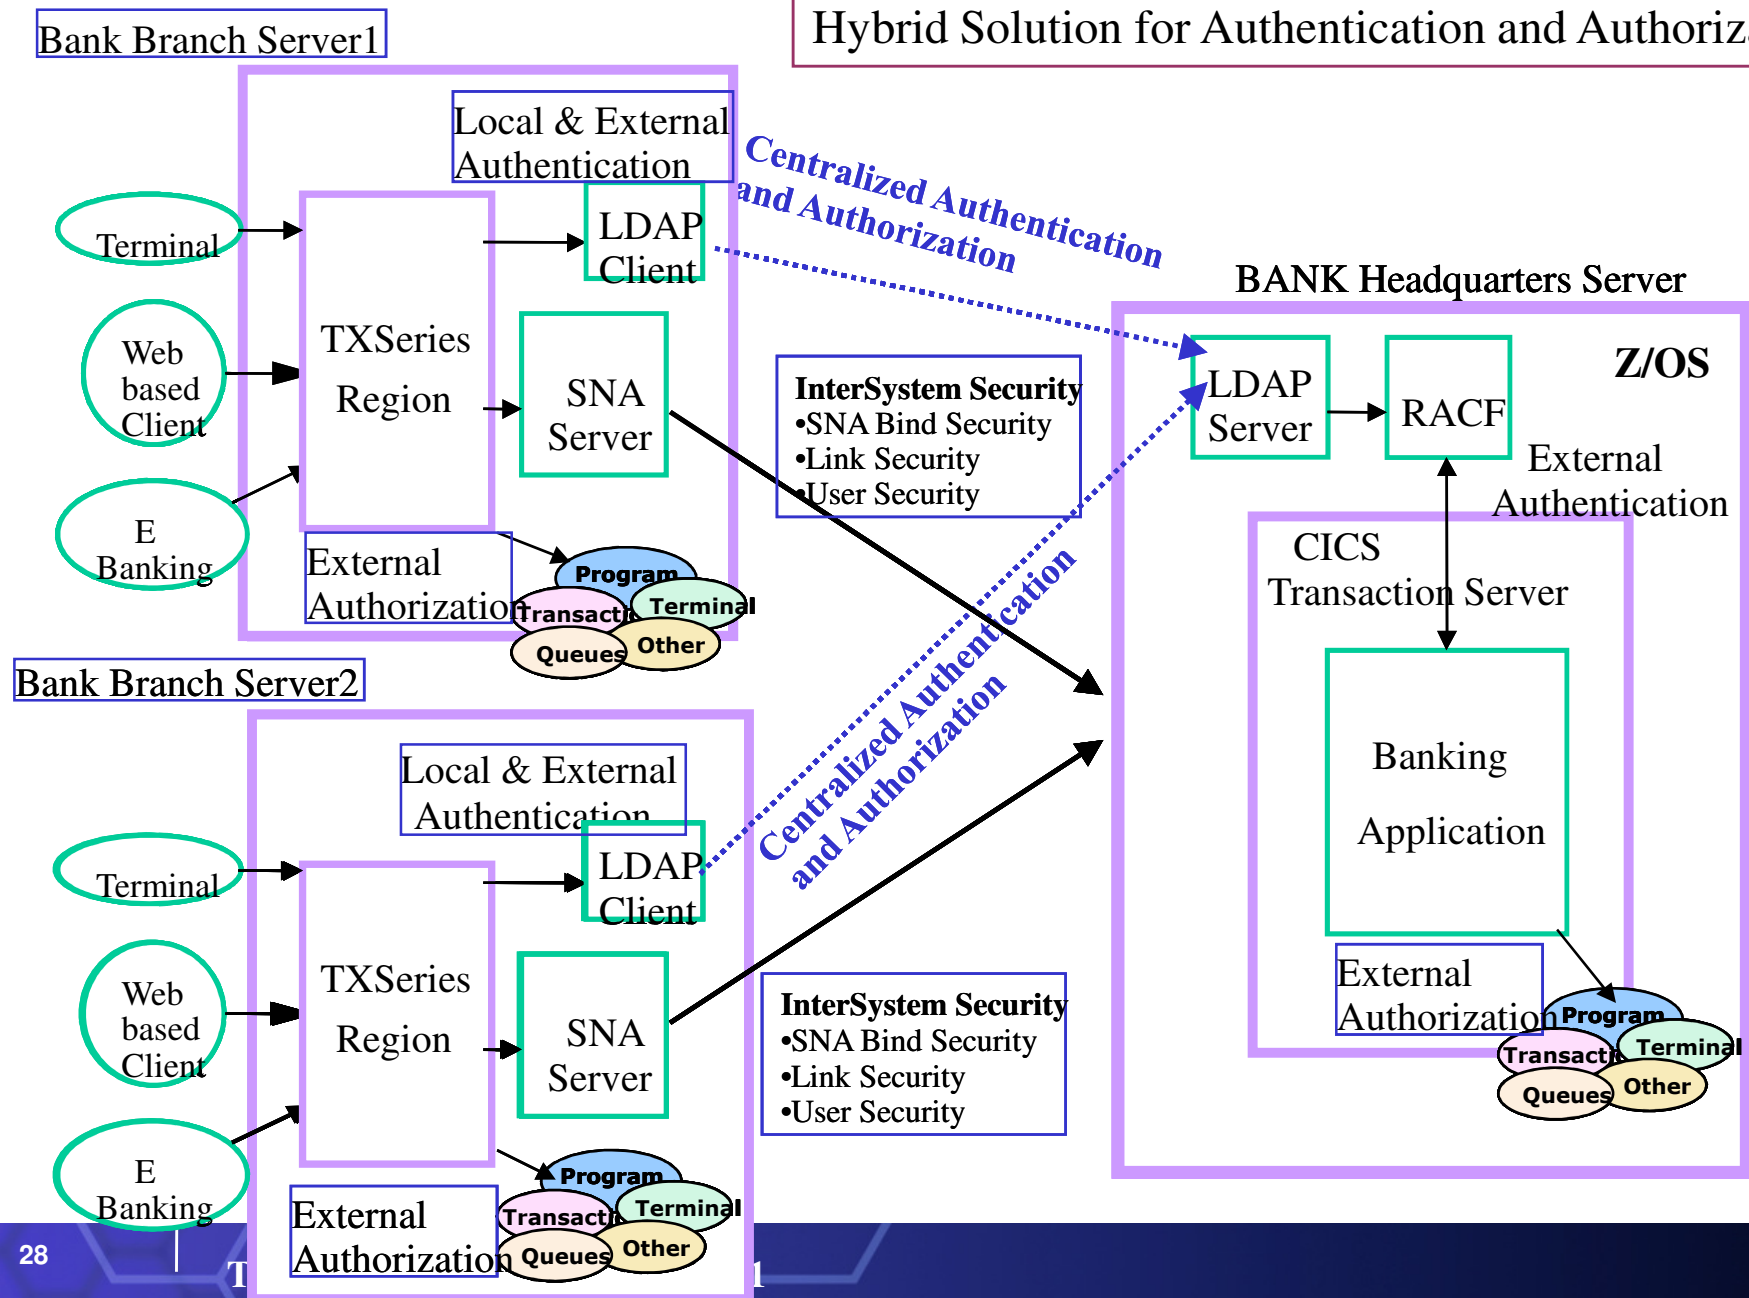 Hybrid Solution for Authentication and
Bank Branch Server1
Local & External
Authentication
Centralized Authentication
and Authorization
Terminal
LDAP
Client
Web
based
Client
TXSeries
Region
SNA
Server
E
Banking
External
Authorization
Program
Terminal
Queues
Other
InterSystem Security
•SNA Bind Security
•Link Security
•User Security
BANK Headquarters Server
Z/OS
LDAP
Server
RACF
External
Authentication
CICS
Transaction Server
Banking
Application
External
Authorization
Program
Terminal
Queues
Other
Bank Branch Server2
Local & External
Authentication
Centralized Authentication
and Authorization
Terminal
LDAP
Client
Web
based
Client
TXSeries
Region
SNA
Server
E
Banking
External
Authorization
Program
Terminal
Queues
Other
InterSystem Security
•SNA Bind Security
•Link Security
•User Security
28